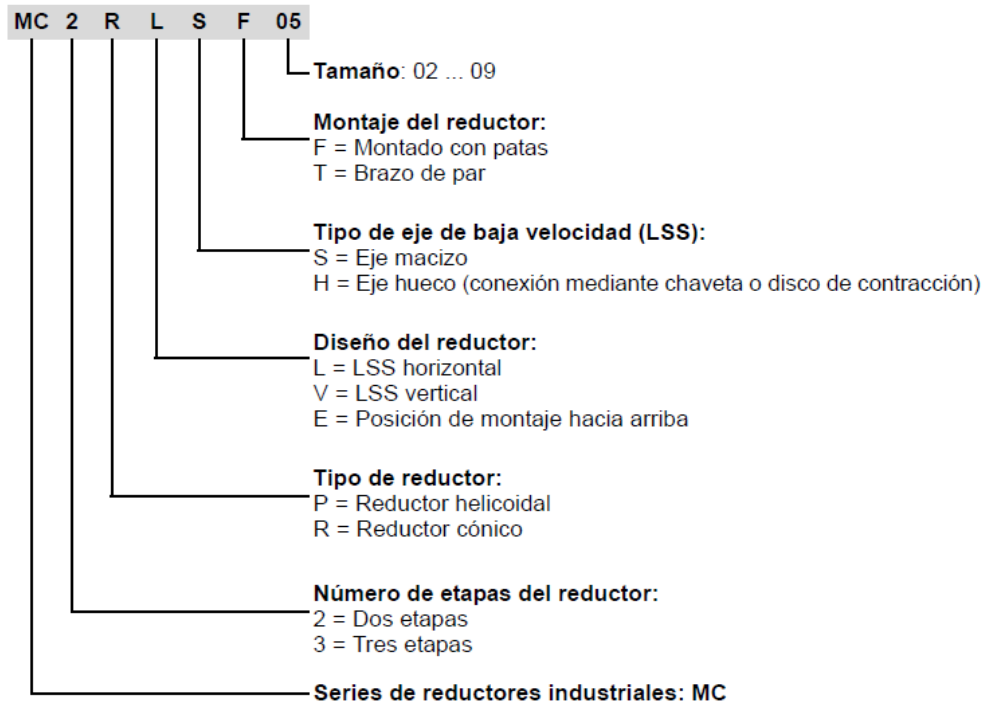 MC 2 R L S F 05
Tamaño: 02 ... 09
Montaje del reductor:
F = Montado con patas
T = Brazo de par
Tipo de eje de baja velocidad (LSS):
S = Eje macizo
H = Eje hueco (conexión mediante chaveta o disco de contracción)
Diseño del reductor:
L = LSS horizontal
V = LSS vertical
E = Posición de montaje hacia arriba
Tipo de reductor:
P = Reductor helicoidal
R = Reductor cónico
Número de etapas del reductor:
2 = Dos etapas
3 = Tres etapas
Series de reductores industriales: MC